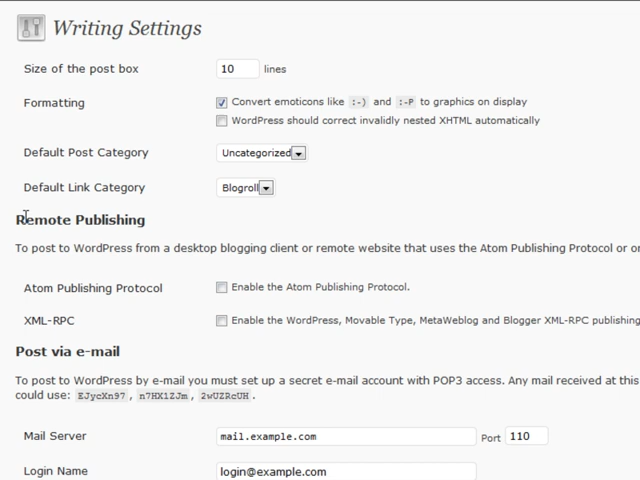 Writing Settings
Size of the post box 10 lines
Formatting Convert emoticons like :-) and :-P to graphics on display
WordPress should correct invalidly nested XHTML automatically
Default Post Category Uncategorized
Default Link Category Blogroll
Remote Publishing
To post to WordPress from a desktop blogging client or remote website that uses the Atom Publishing Protocol or
Atom Publishing Protocol Enable the Atom Publishing Protocol.
XML-RPC Enable the WordPress, Movable Type, MetaWeblog and Blogger XML-RPC publishing
Post via e-mail
To post to WordPress by e-mail you must set up a secret e-mail account with POP3 access. Any mail received at this
could use: EJycXn97 , n7HX1ZJm , 2wUZRcUH .
Mail Server mail.example.com Port 110
Login Name login@example.com